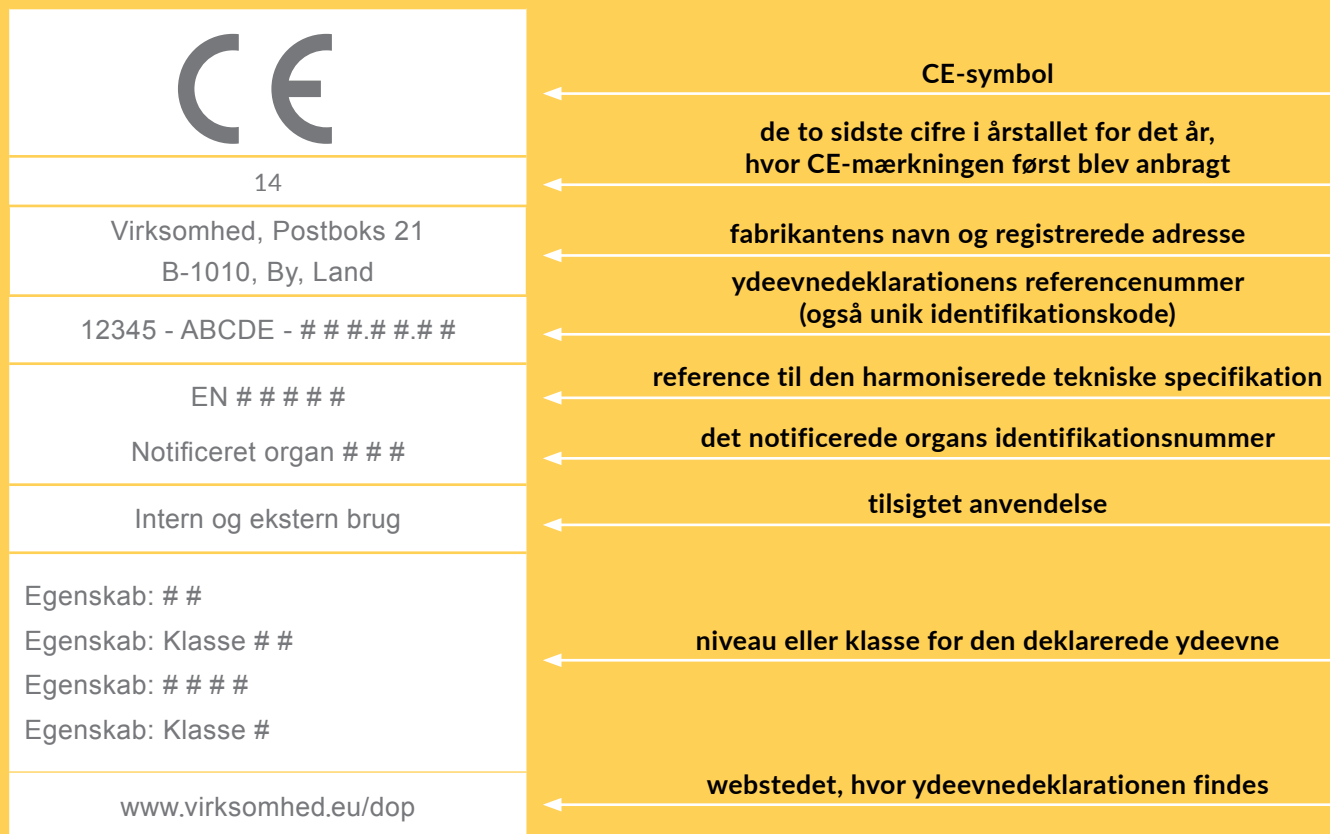 CE
CE-symbol
14
de to sidste cifre i årstallet for det år,
hvor CE-mærkningen først blev anbragt
Virksomhed, Postboks 21
B-1010, By, Land
fabrikantens navn og registrerede adresse
12345 - ABCDE - # # #.# #.# #
ydeevnedeklarationens referencenummer
(også unik identifikationskode)
EN # # # # #
reference til den harmoniserede tekniske specifikation
Notificeret organ # # #
det notificerede organs identifikationsnummer
Intern og ekstern brug
tilsigtet anvendelse
Egenskab: # #
Egenskab: Klasse # #
Egenskab: # # # #
Egenskab: Klasse #
niveau eller klasse for den deklarerede ydeevne
www.virksomhed.eu/dop
webstedet, hvor ydeevnedeklarationen findes